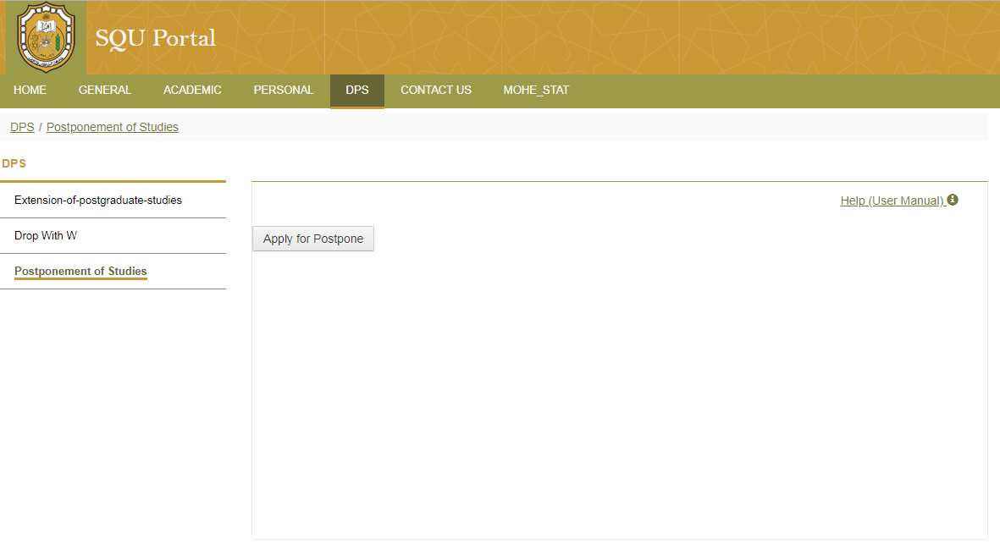 SQU Portal
HOME GENERAL ACADEMIC PERSONAL DPS CONTACT US MOHE_STAT
DPS / Postponement of Studies
DPS
Extension-of-postgraduate-studies
Drop With W
Postponement of Studies
Help (User Manual)
Apply for Postpone